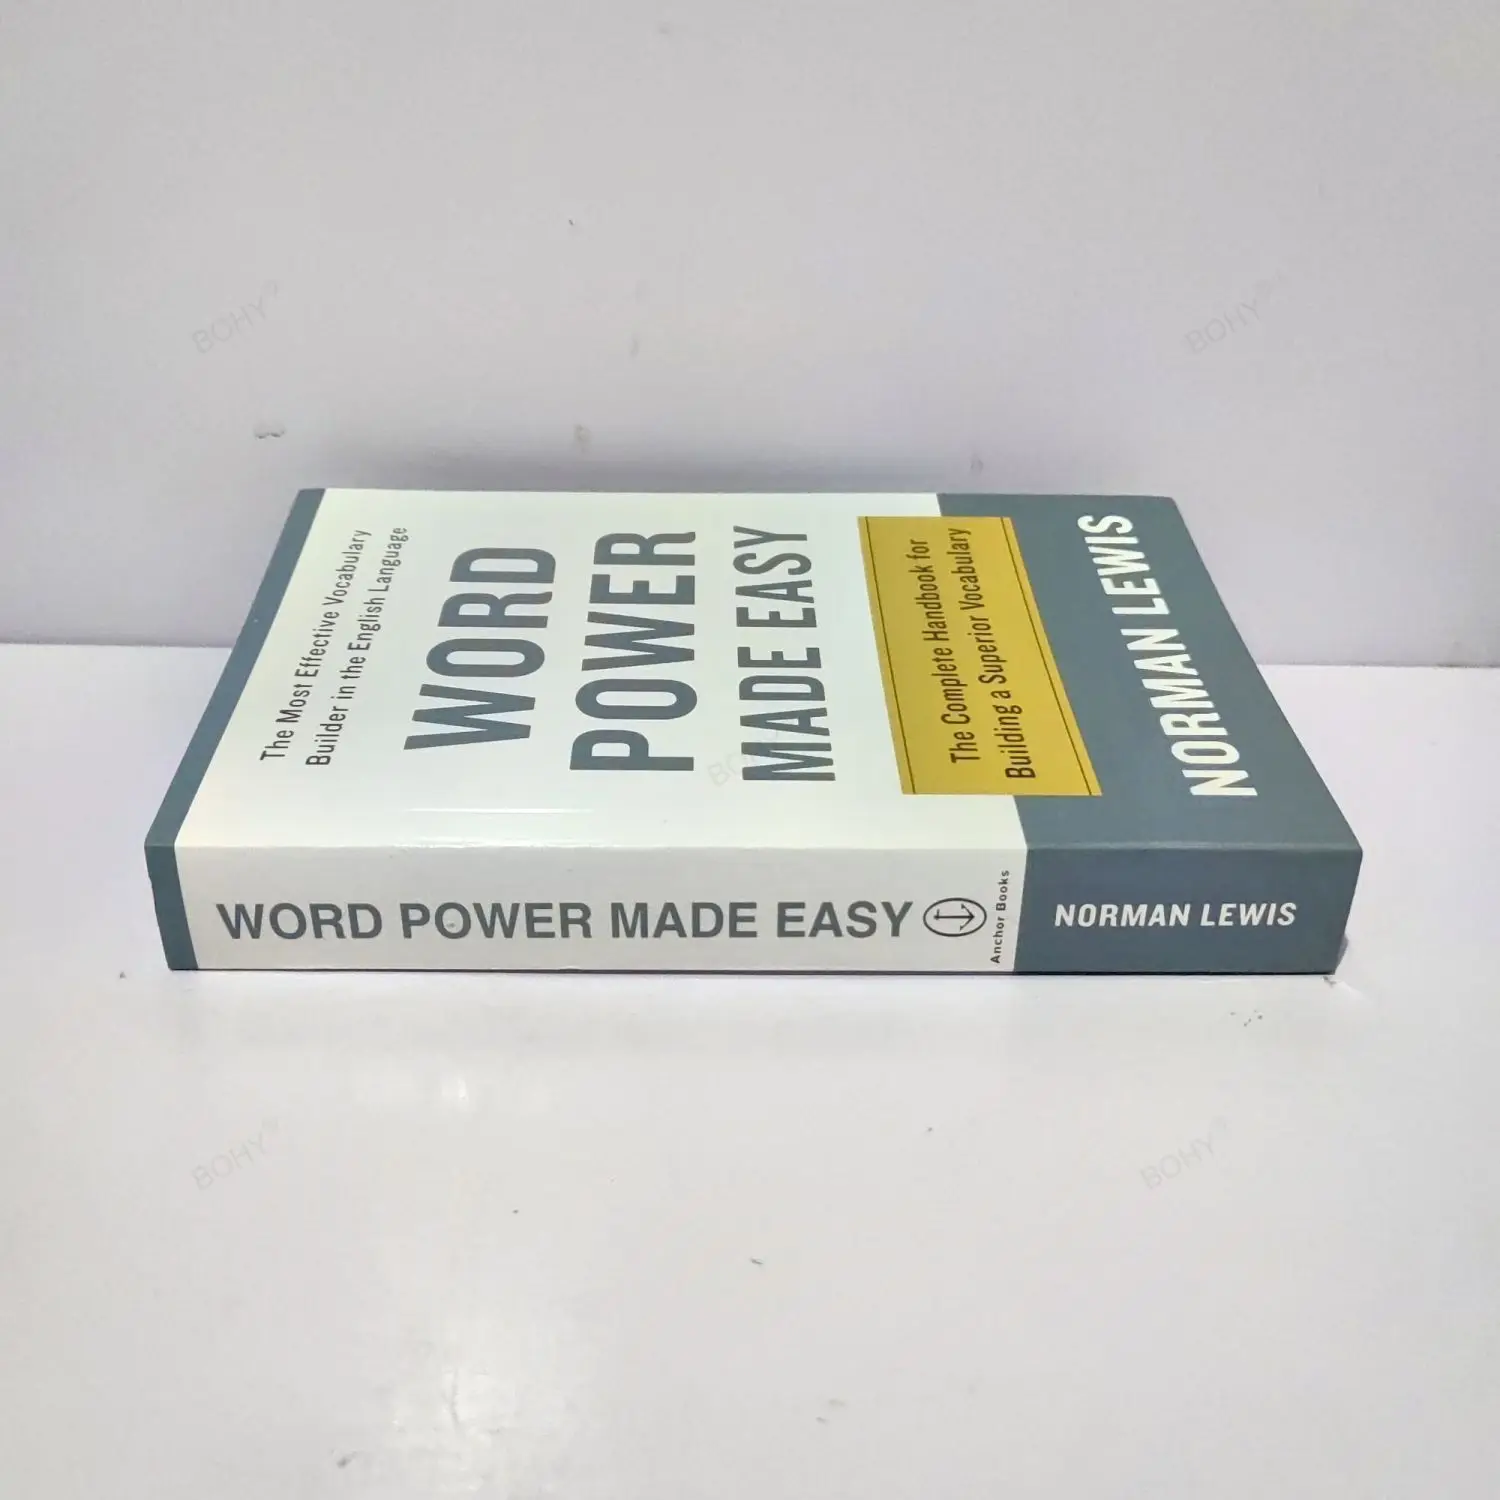 The Most Effective Vocabulary
Builder in the English Language
WORD
POWER
MADE EASY
The Complete Handbook for
Building a Superior Vocabulary
NORMAN LEWIS
WORD POWER MADE EASY
Anchor Books
NORMAN LEWIS
BOHY®
BOHY®
BOHY®
BOHY®